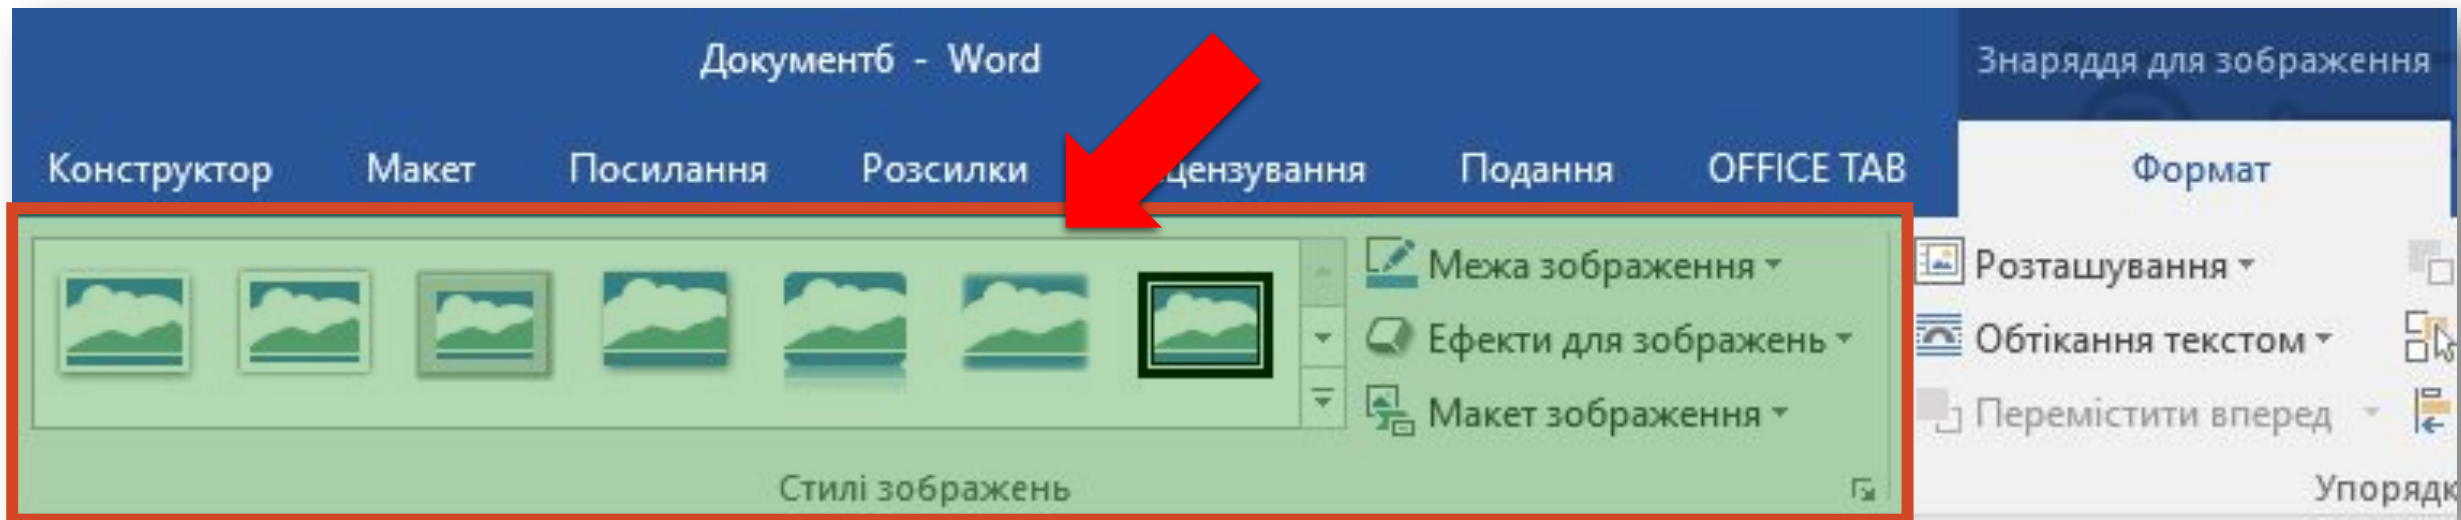 Документ6 - Word
Знаряддя для зображення
Конструктор Макет Посилання Розсилки Подання OFFICE TAB Формат
Межа зображення
Розташування
Ефекти для зображень
Обтікання текстом
Макет зображення
Перемістити вперед
Стилі зображень